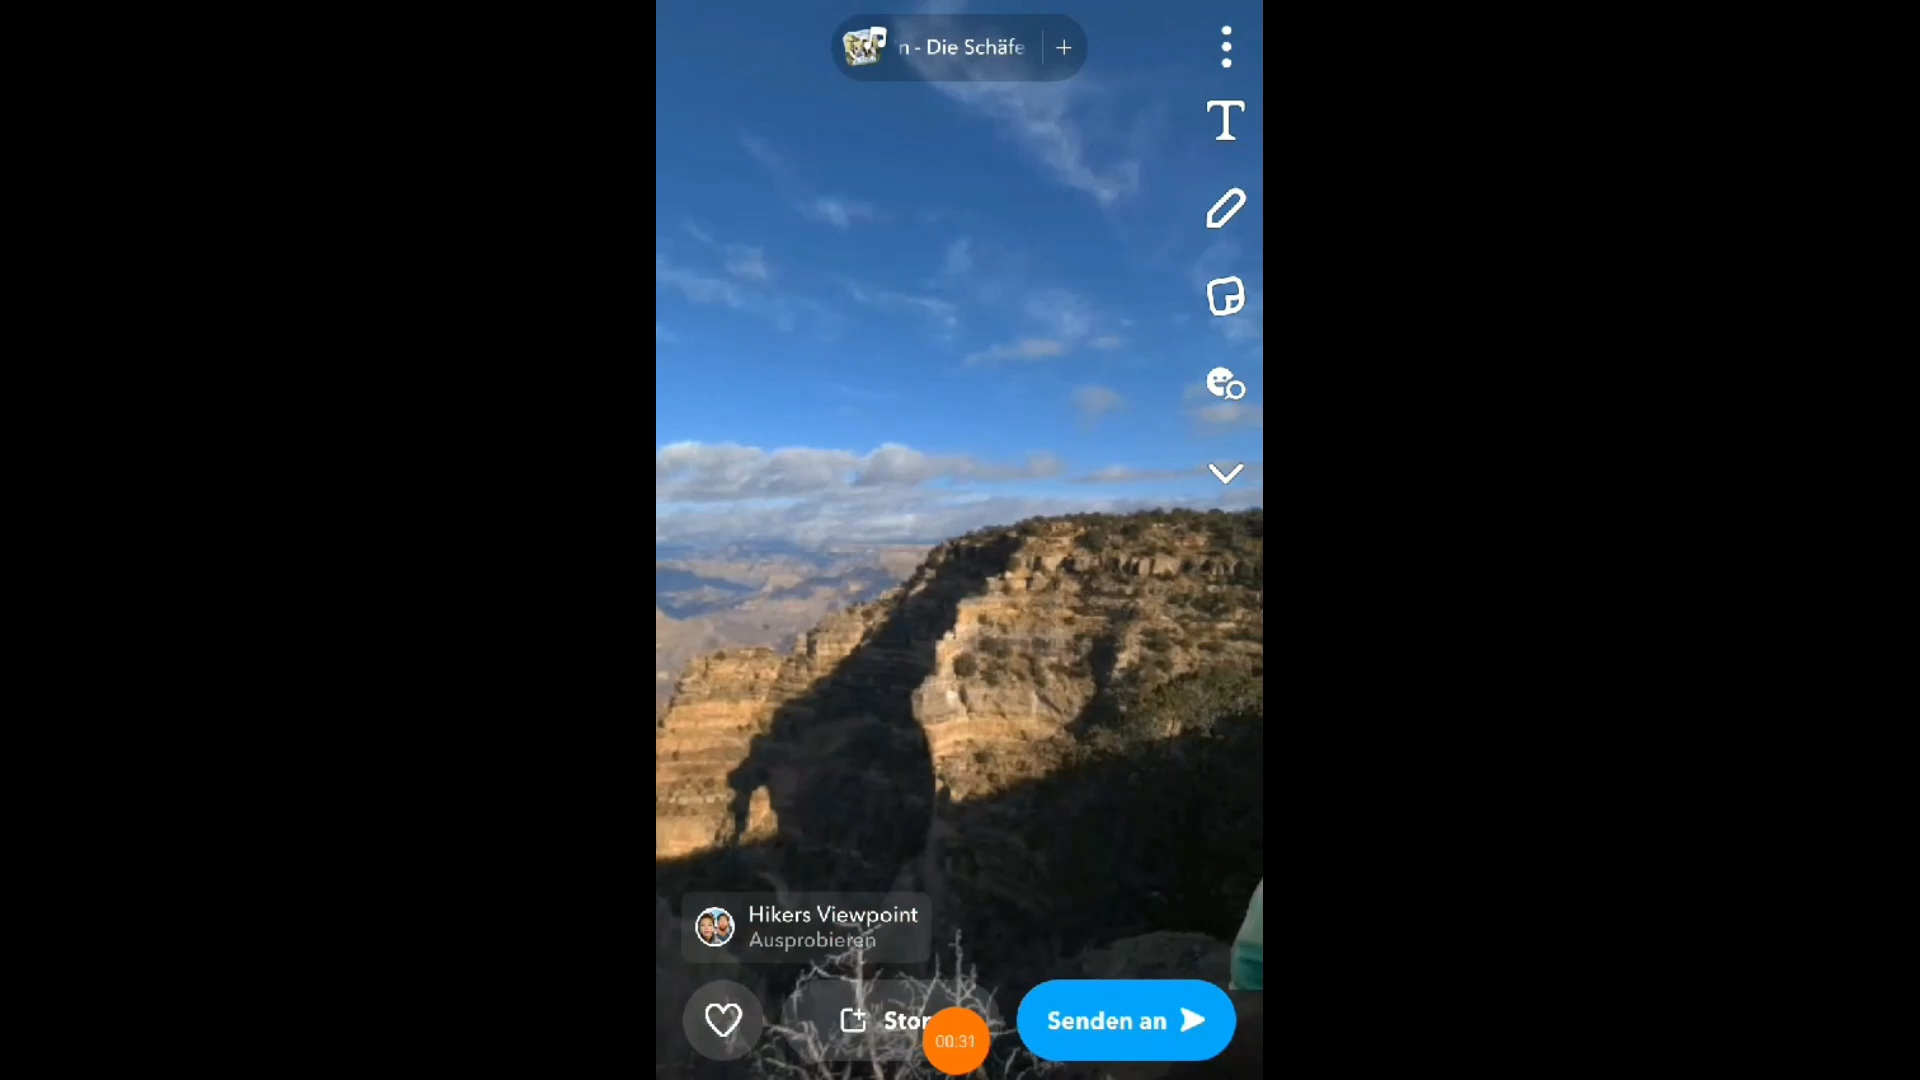 n - Die Schäfe
T
Hikers Viewpoint
Ausprobieren
Stor
00:31
Senden an